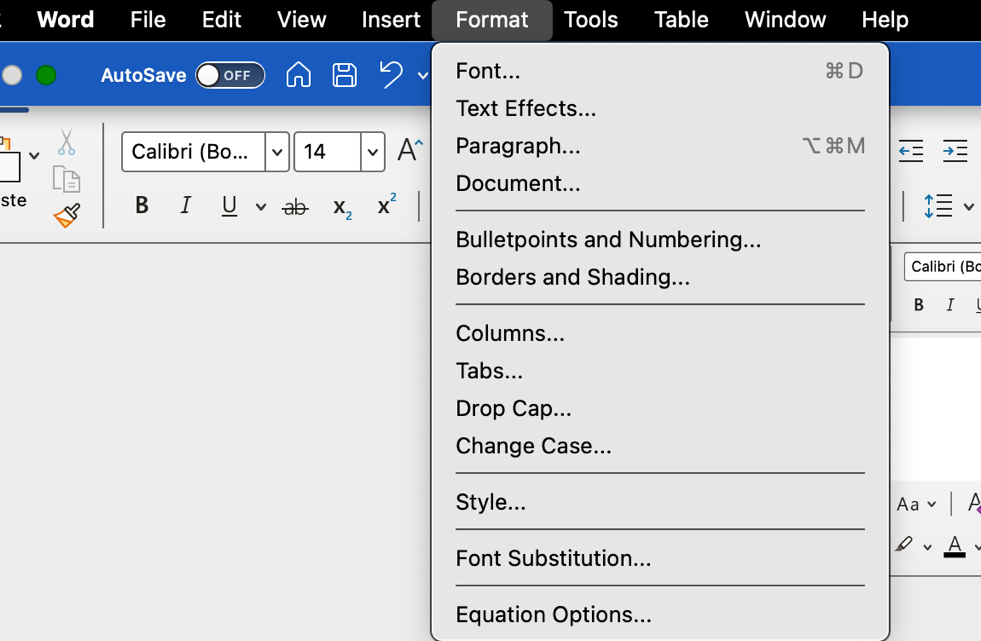 Word File Edit View Insert Format Tools Table Window Help
AutoSave OFF
Font... ⌘D
Text Effects...
Paragraph... ⌥⌘M
Document...
Bulletpoints and Numbering...
Borders and Shading...
Columns...
Tabs...
Drop Cap...
Change Case...
Style...
Font Substitution...
Equation Options...
ste
Calibri (Bo... 14 A^
B I U ab x₂ x²
Calibri (Bo
B I U
Aa A
A